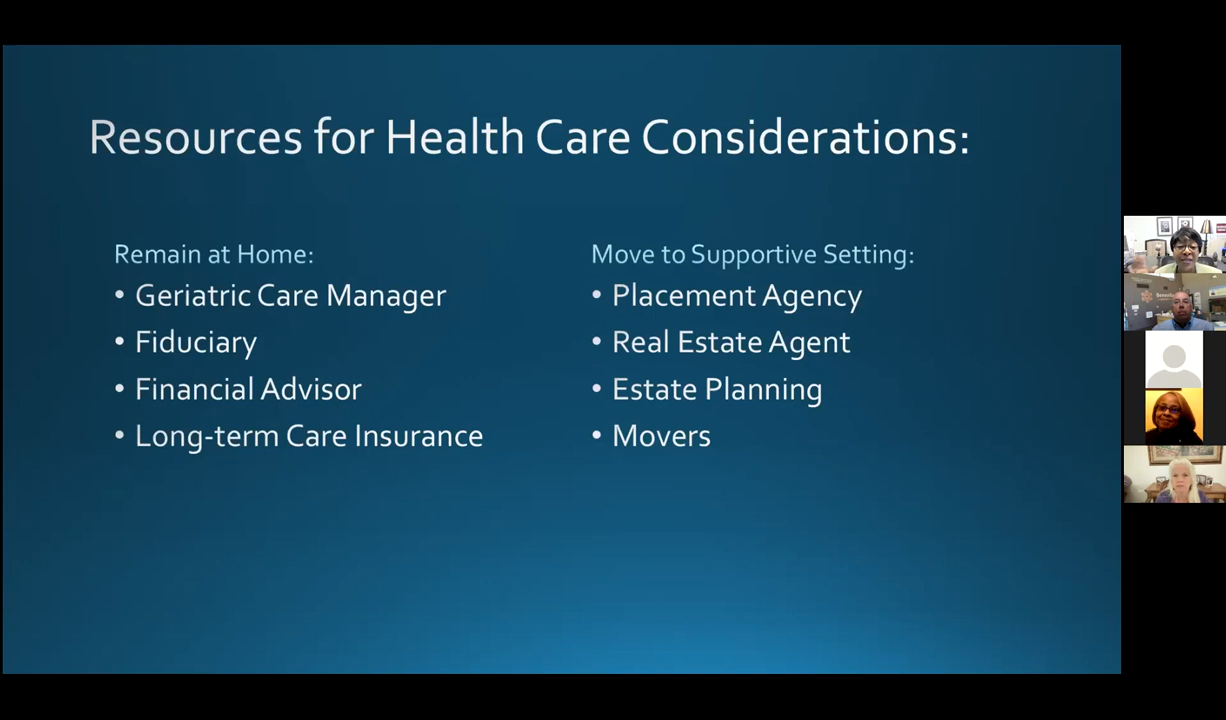 Resources for Health Care Considerations:
Remain at Home:
• Geriatric Care Manager
• Fiduciary
• Financial Advisor
• Long-term Care Insurance
Move to Supportive Setting:
• Placement Agency
• Real Estate Agent
• Estate Planning
• Movers